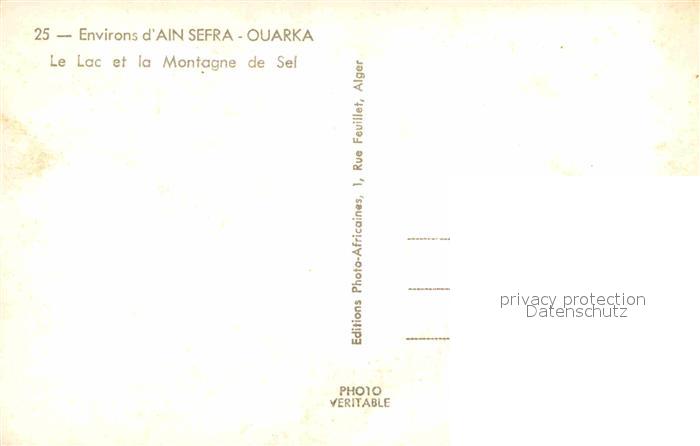 25 — Environs d'AIN SEFRA - OUARKA
Le Lac et la Montagne de Sel
Editions Photo-Africaines, 1, Rue Feuillet, Alger
privacy protection
Datenschutz
PHOTO
VERITABLE